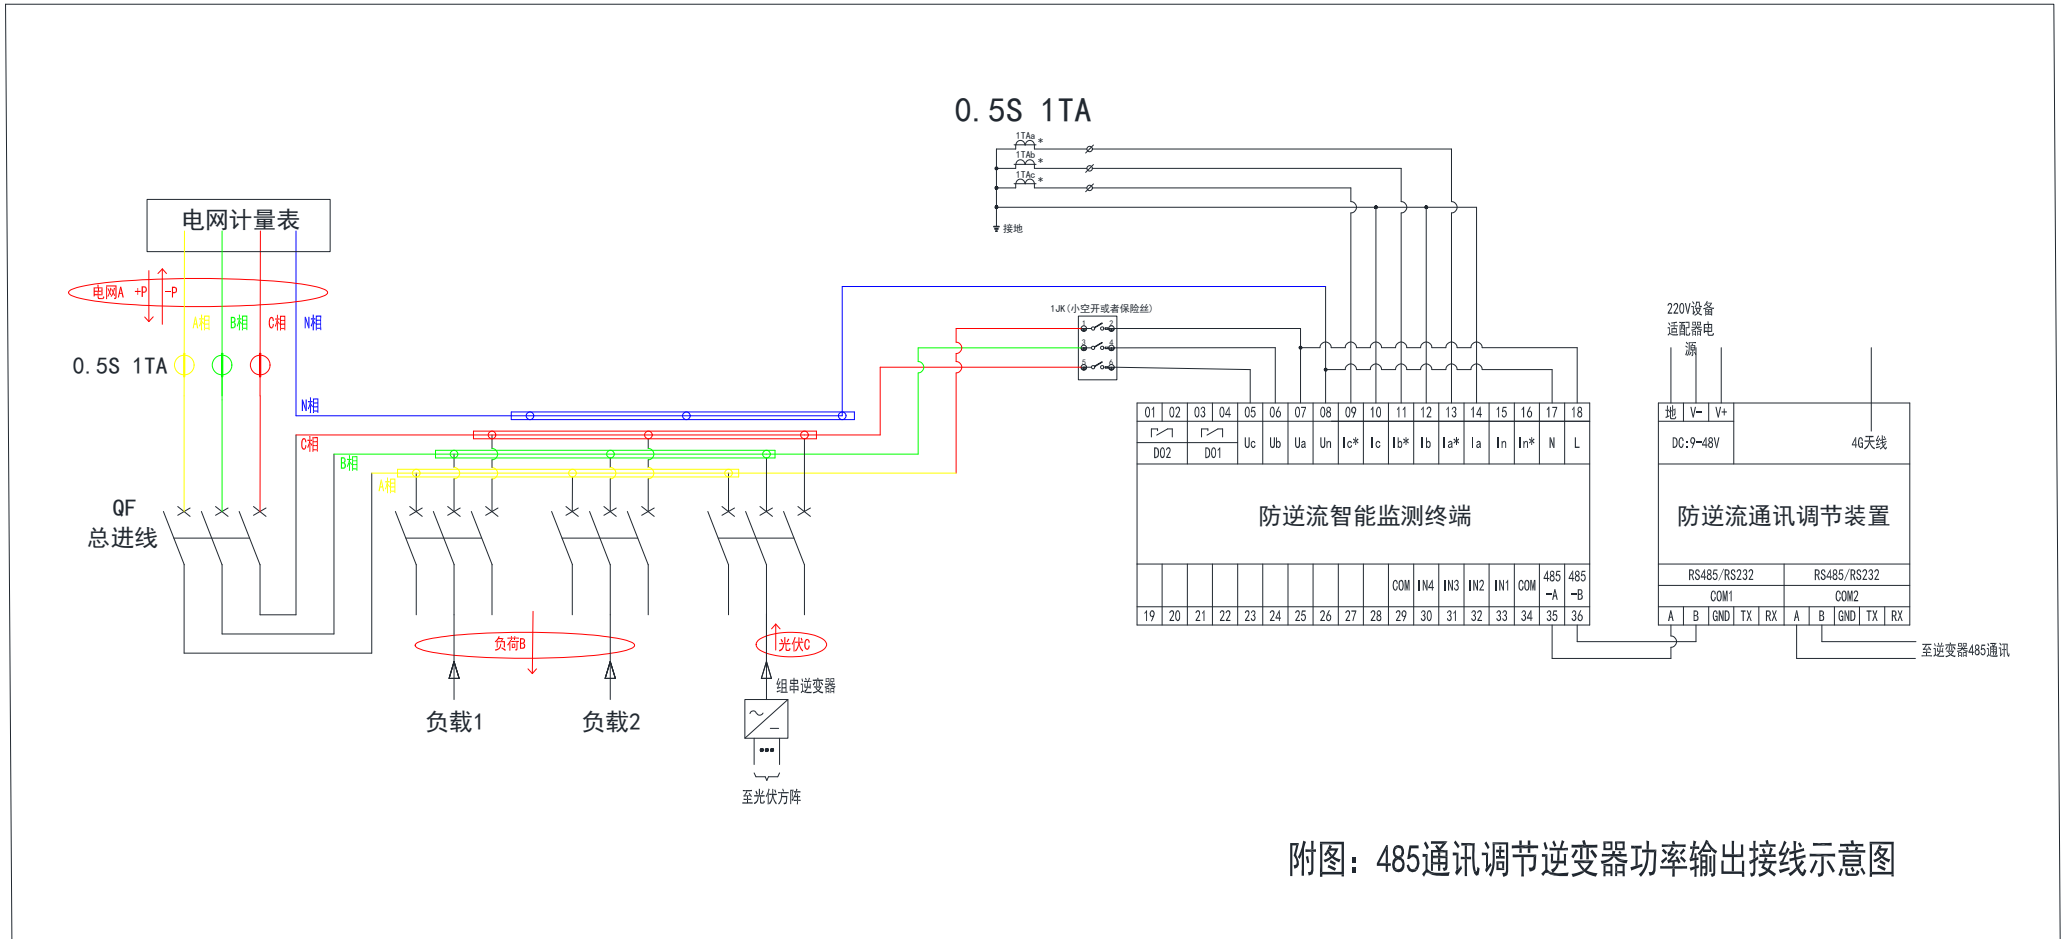 0.5S 1TA
1TAa *
1TAb *
1TAc *
接地
电网计量表
电网A +P -P
A相 B相 C相 N相
0.5S 1TA
N相
C相
B相
A相
QF
总进线
负荷B
光伏C
组串逆变器
负载1
负载2
至光伏方阵
1JK(小空开或者保险丝)
1 2
3 4
5 6
01 02 03 04 05 06 07 08 09 10 11 12 13 14 15 16 17 18
DO2 DO1 Uc Ub Ua Un Ic* Ic Ib* Ib Ia* Ia In In* N L
防逆流智能监测终端
COM IN4 IN3 IN2 IN1 COM 485-A 485-B
19 20 21 22 23 24 25 26 27 28 29 30 31 32 33 34 35 36
220V设备
适配器电
源
地 V- V+
DC:9-48V
4G天线
防逆流通讯调节装置
RS485/RS232 RS485/RS232
COM1 COM2
A B GND TX RX A B GND TX RX
至逆变器485通讯
附图：485通讯调节逆变器功率输出接线示意图